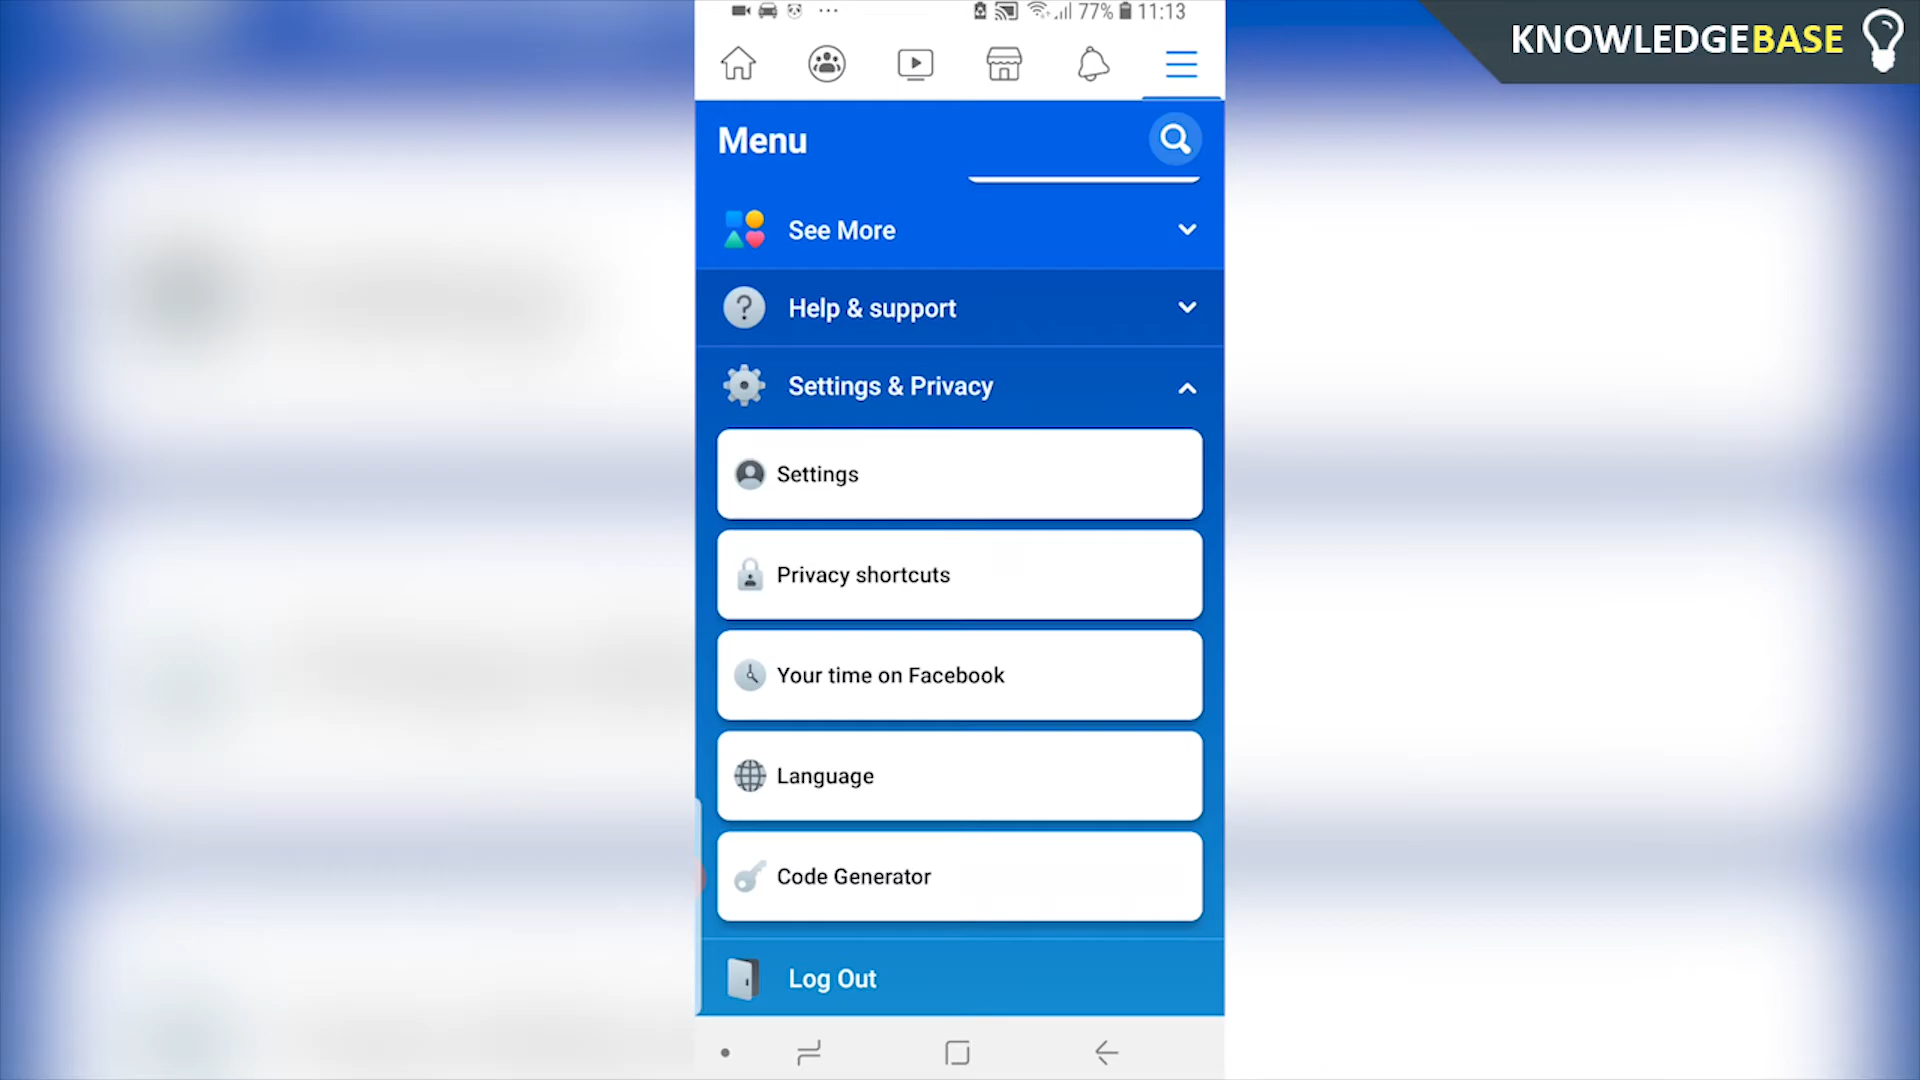 77% 11:13
KNOWLEDGEBASE
Menu
See More
Help & support
Settings & Privacy
Settings
Privacy shortcuts
Your time on Facebook
Language
Code Generator
Log Out